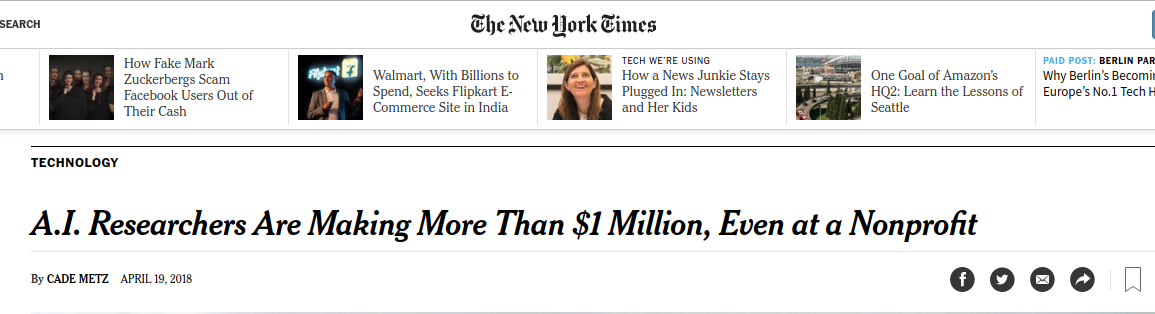 SEARCH
The New York Times
How Fake Mark
Zuckerbergs Scam
Facebook Users Out of
Their Cash
Walmart, With Billions to
Spend, Seeks Flipkart E-
Commerce Site in India
TECH WE'RE USING
How a News Junkie Stays
Plugged In: Newsletters
and Her Kids
One Goal of Amazon's
HQ2: Learn the Lessons of
Seattle
PAID POST: BERLIN PAR
Why Berlin's Becomin
Europe's No.1 Tech H
TECHNOLOGY
A.I. Researchers Are Making More Than $1 Million, Even at a Nonprofit
By CADE METZ APRIL 19, 2018